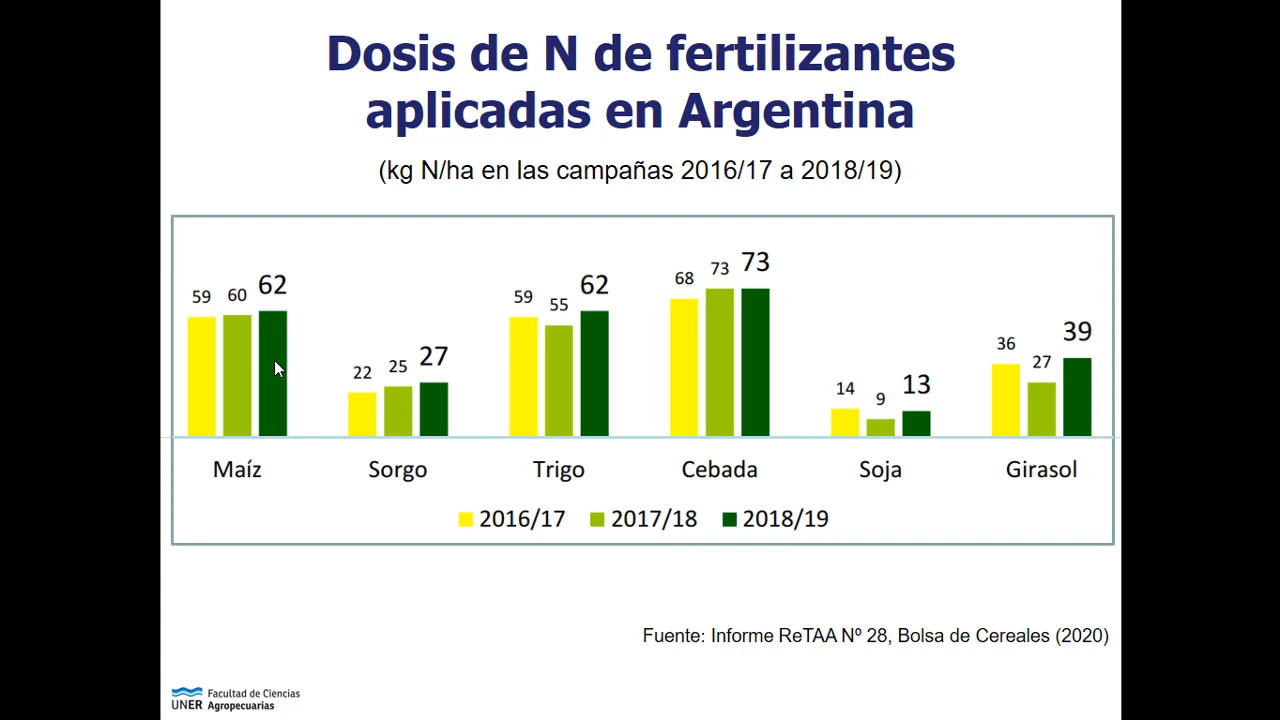 Dosis de N de fertilizantes
aplicadas en Argentina
(kg N/ha en las campañas 2016/17 a 2018/19)
59 60 62
22 25 27
59 55 62
68 73 73
14 9 13
36 27 39
Maíz Sorgo Trigo Cebada Soja Girasol
2016/17 2017/18 2018/19
Fuente: Informe ReTAA Nº 28, Bolsa de Cereales (2020)
UNER Facultad de Ciencias
Agropecuarias